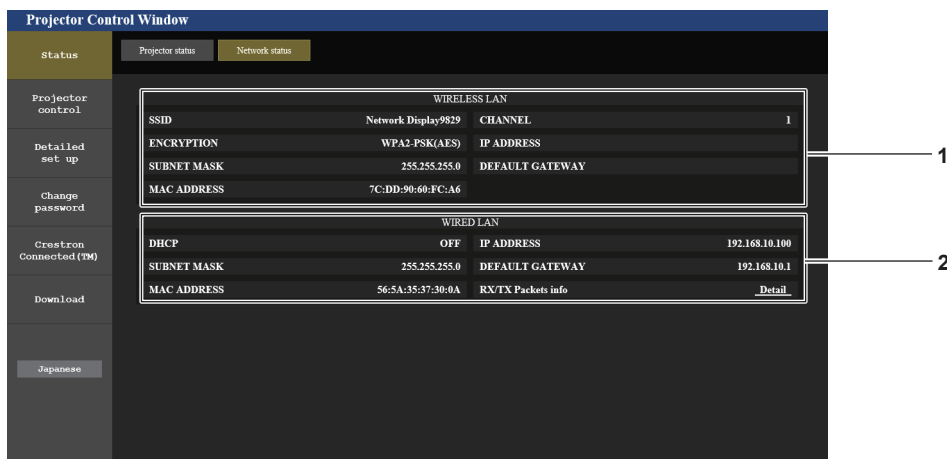 Projector Control Window
Status
Projector status
Network status
Projector
control
Detailed
set up
Change
password
Crestron
Connected(TM)
Download
Japanese
WIRELESS LAN
SSID Network Display9829 CHANNEL 1
ENCRYPTION WPA2-PSK(AES) IP ADDRESS
SUBNET MASK 255.255.255.0 DEFAULT GATEWAY
MAC ADDRESS 7C:DD:90:60:FC:A6
1
WIRED LAN
DHCP OFF IP ADDRESS 192.168.10.100
SUBNET MASK 255.255.255.0 DEFAULT GATEWAY 192.168.10.1
MAC ADDRESS 56:5A:35:37:30:0A RX/TX Packets info Detail
2